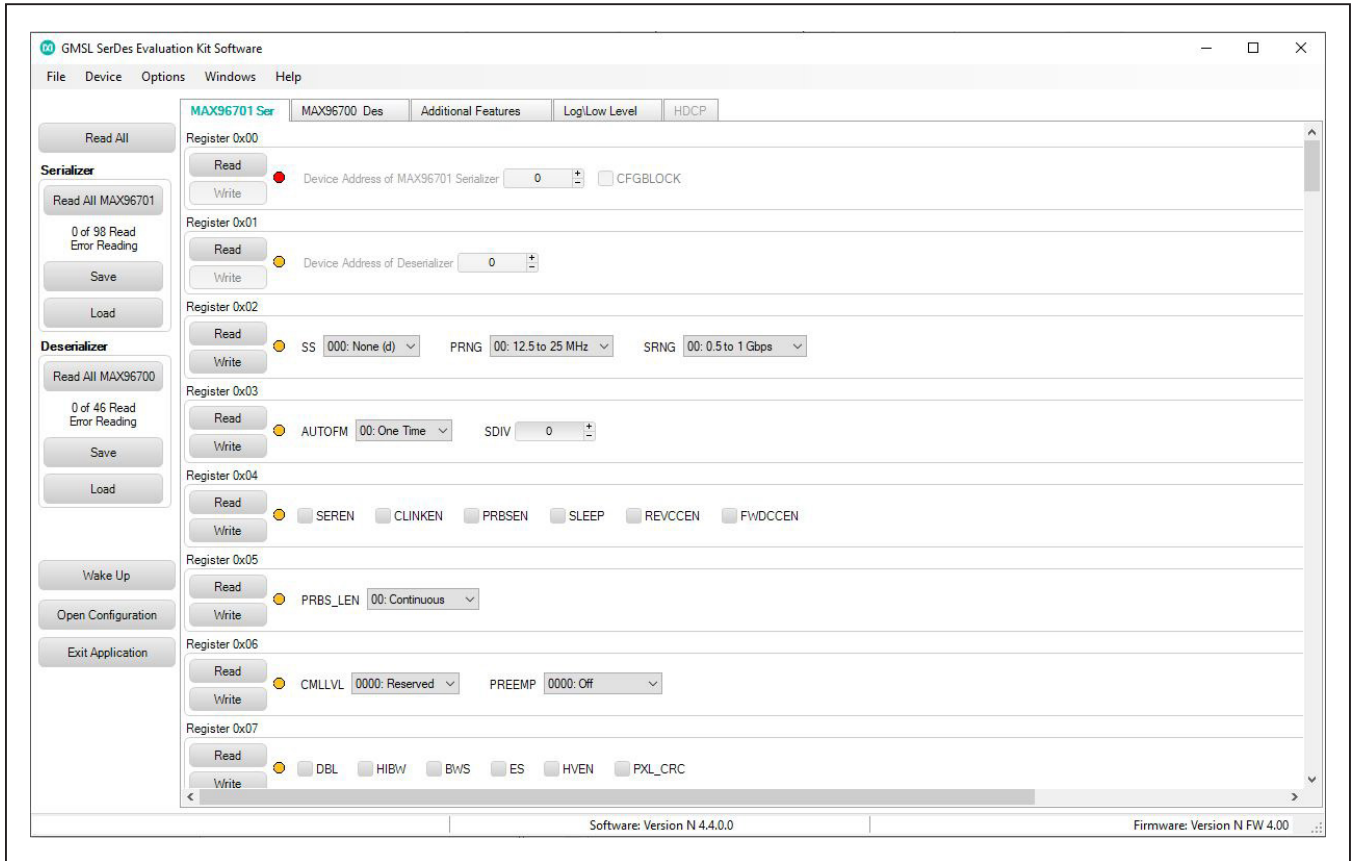 GMSL SerDes Evaluation Kit Software
File Device Options Windows Help
MAX96701 Ser MAX96700 Des Additional Features Log\Low Level HDCP
Read All
Serializer
Read All MAX96701
0 of 98 Read
Error Reading
Save
Load
Deserializer
Read All MAX96700
0 of 46 Read
Error Reading
Save
Load
Wake Up
Open Configuration
Exit Application
Register 0x00
Read
Write
Device Address of MAX96701 Serializer 0 + - CFGBLOCK
Register 0x01
Read
Write
Device Address of Deserializer 0 + -
Register 0x02
Read
Write
SS 000: None (d) PRNG 00: 12.5 to 25 MHz SRNG 00: 0.5 to 1 Gbps
Register 0x03
Read
Write
AUTOFM 00: One Time SDIV 0 + -
Register 0x04
Read
Write
SEREN CLINKEN PRBSEN SLEEP REVCCEN FWDCCEN
Register 0x05
Read
Write
PRBS_LEN 00: Continuous
Register 0x06
Read
Write
CMLLVL 0000: Reserved PREEMP 0000: Off
Register 0x07
Read
Write
DBL HIBW BWS ES HVEN PXL_CRC
Software: Version N 4.4.0.0 Firmware: Version N FW 4.00